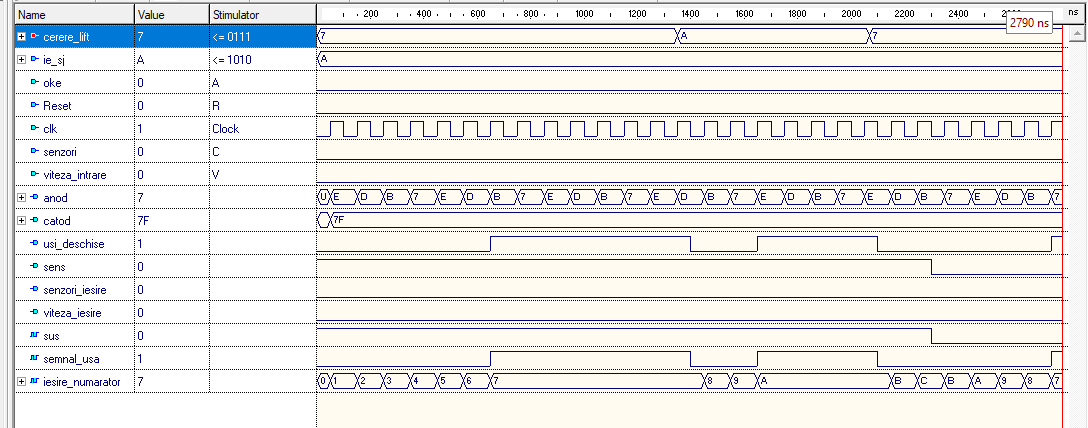 Name Value Stimulator 200 400 600 800 1000 1200 1400 1600 1800 2000 2200 2400 ns
2790 ns
cerere_lift 7 <= 0111 7 A 7
ie_sj A <= 1010 A
oke 0 A
Reset 0 R
clk 1 Clock
senzori 0 C
viteza_intrare 0 V
anod 7 U E D B 7 E D B 7 E D B 7 E D B 7 E D B 7 E D B 7 E D B 7
catod 7F 7F
usi_deschise 1
sens 0
senzori_iesire 0
viteza_iesire 0
sus 0
semnal_usa 1
iesire_numarator 7 0 1 2 3 4 5 6 7 8 9 A B C B A 9 8 7